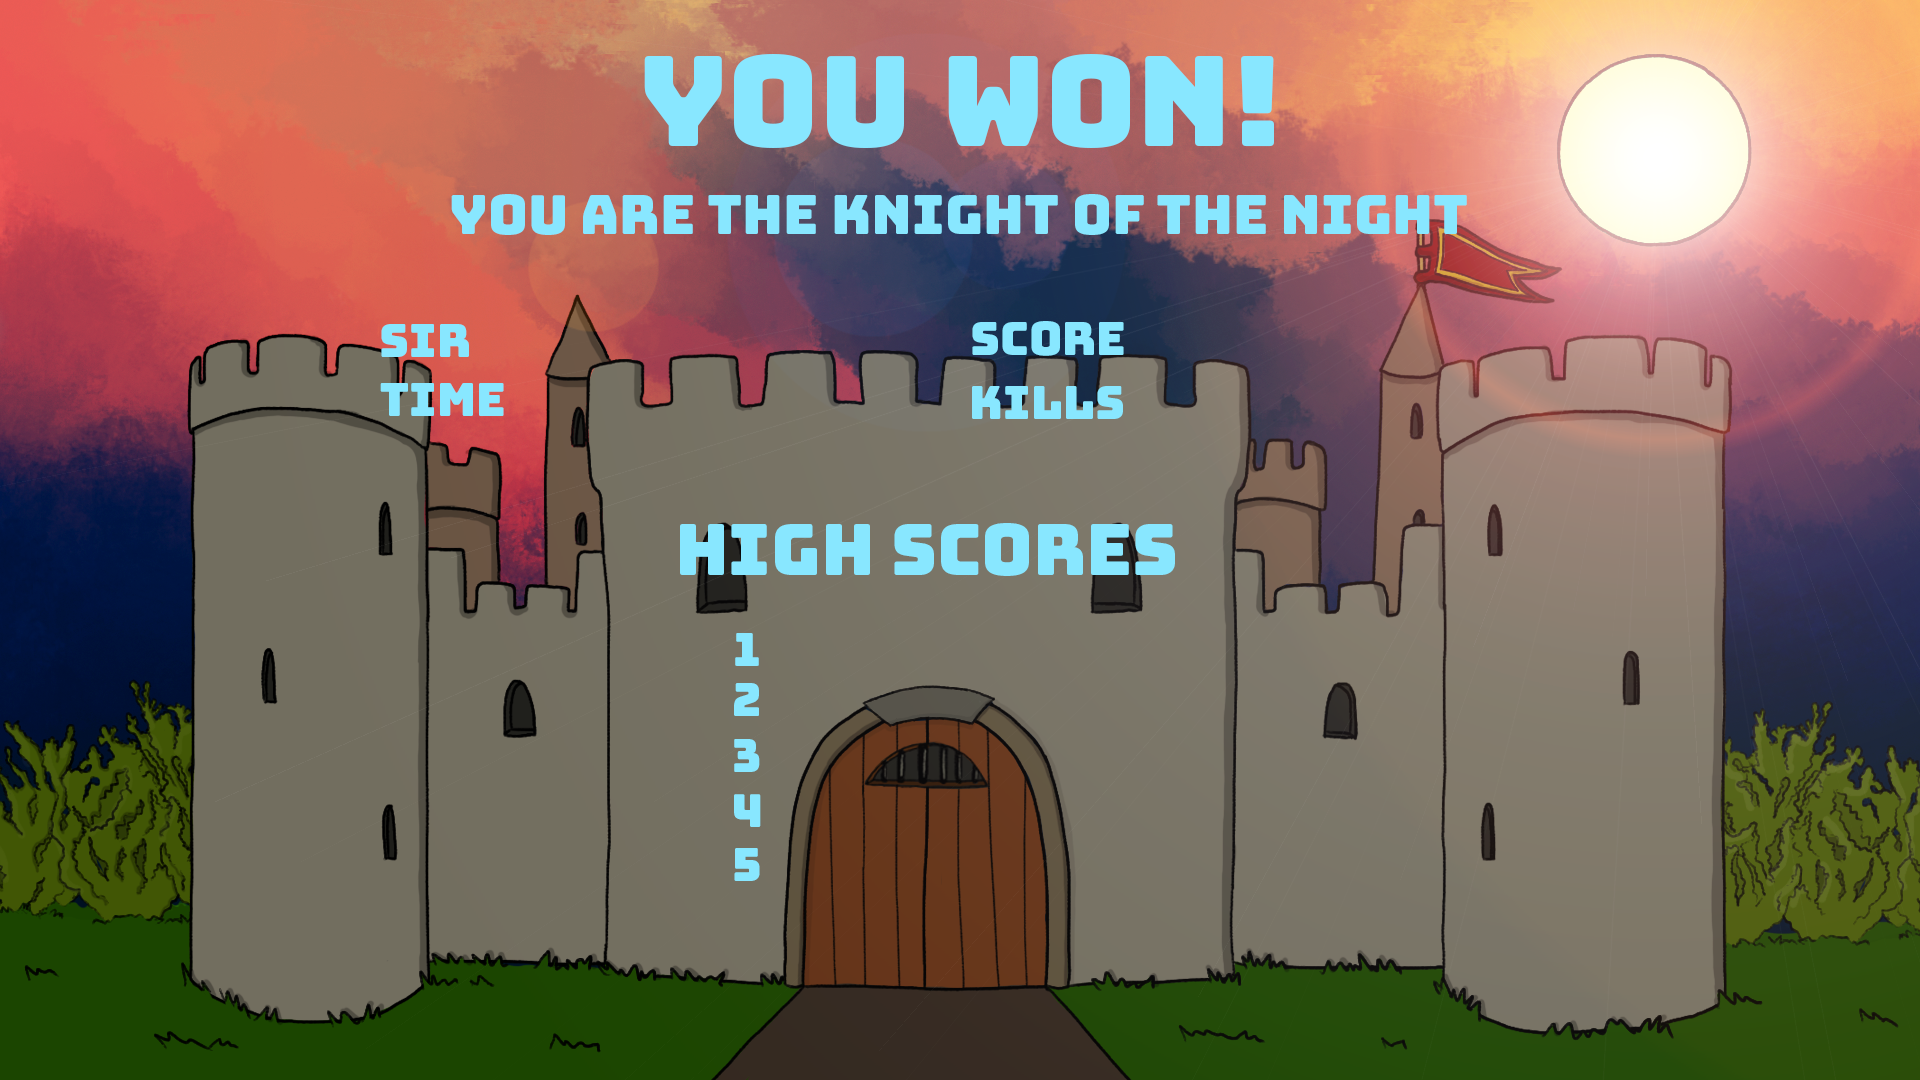 YOU WON!
YOU ARE THE KNIGHT OF THE NIGHT
SIR
SCORE
TIME
KILLS
HIGH SCORES
1
2
3
4
5